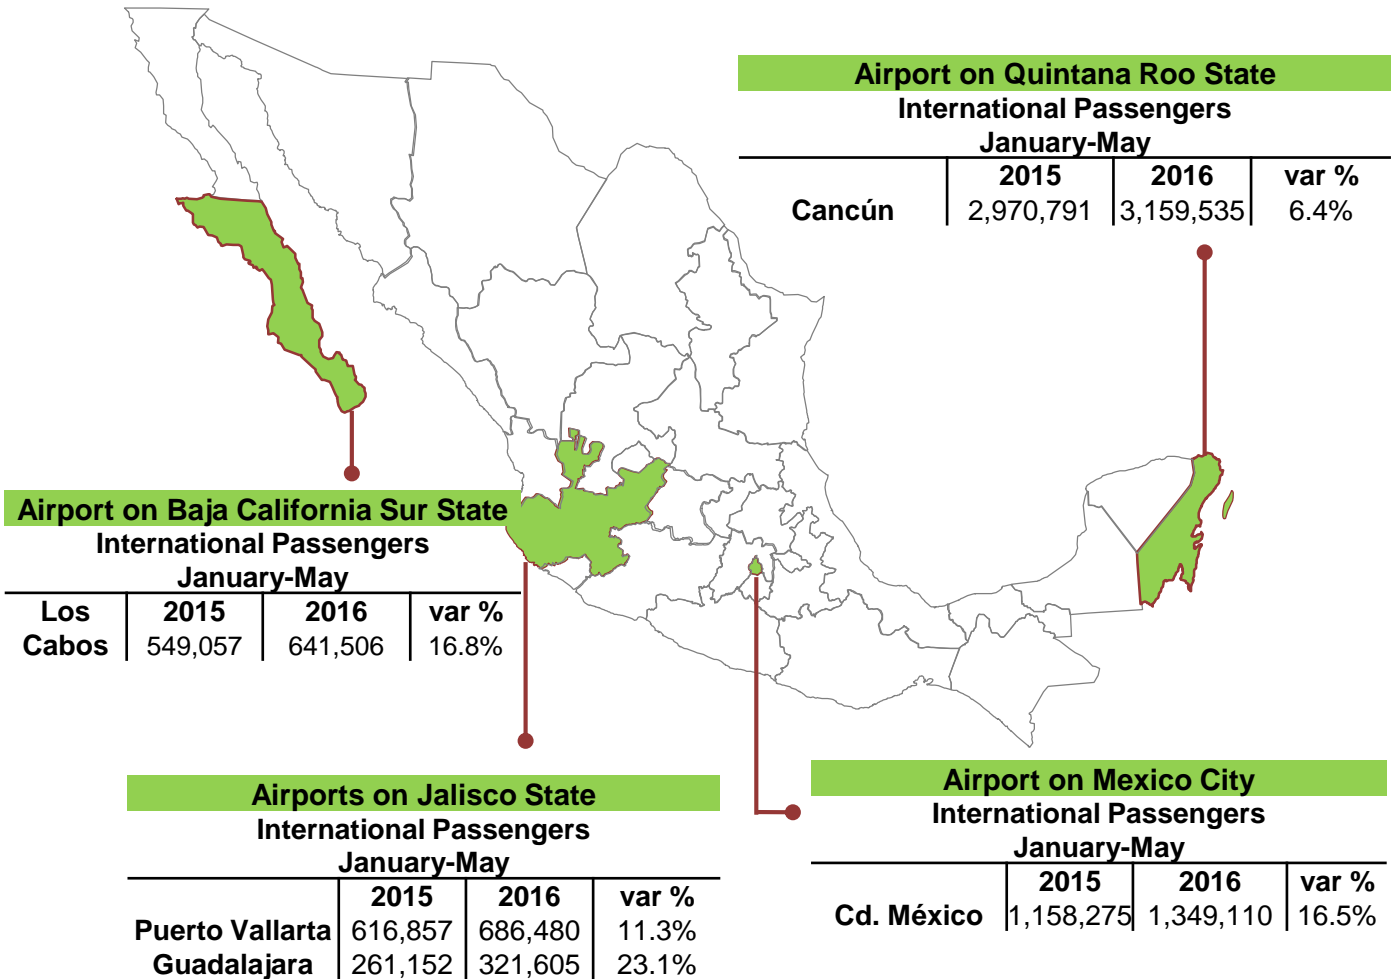 Airport on Quintana Roo State
International Passengers
January-May
2015 2016 var %
Cancún 2,970,791 3,159,535 6.4%
Airport on Baja California Sur State
International Passengers
January-May
Los 2015 2016 var %
Cabos 549,057 641,506 16.8%
Airports on Jalisco State
International Passengers
January-May
2015 2016 var %
Puerto Vallarta 616,857 686,480 11.3%
Guadalajara 261,152 321,605 23.1%
Airport on Mexico City
International Passengers
January-May
2015 2016 var %
Cd. México 1,158,275 1,349,110 16.5%